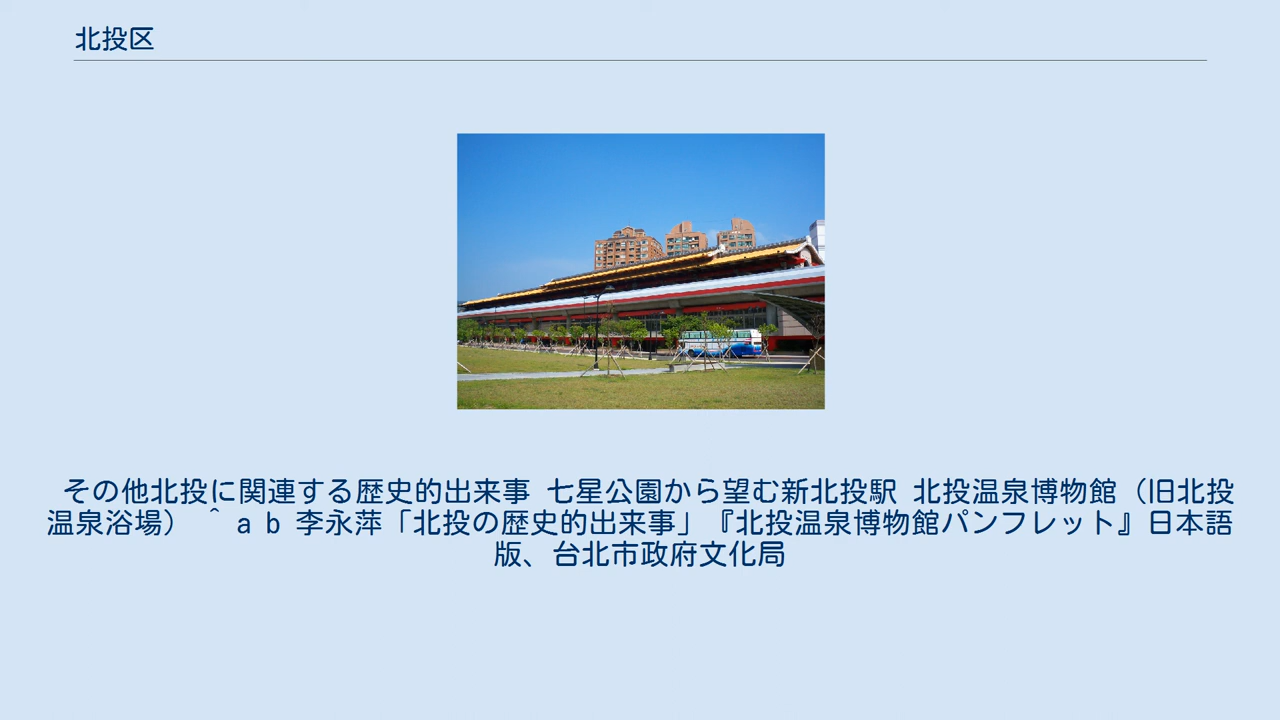 北投区
その他北投に関連する歴史的出来事 七星公園から望む新北投駅 北投温泉博物館（旧北投
温泉浴場） ^ a b 李永萍「北投の歴史的出来事」『北投温泉博物館パンフレット』日本語
版、台北市政府文化局